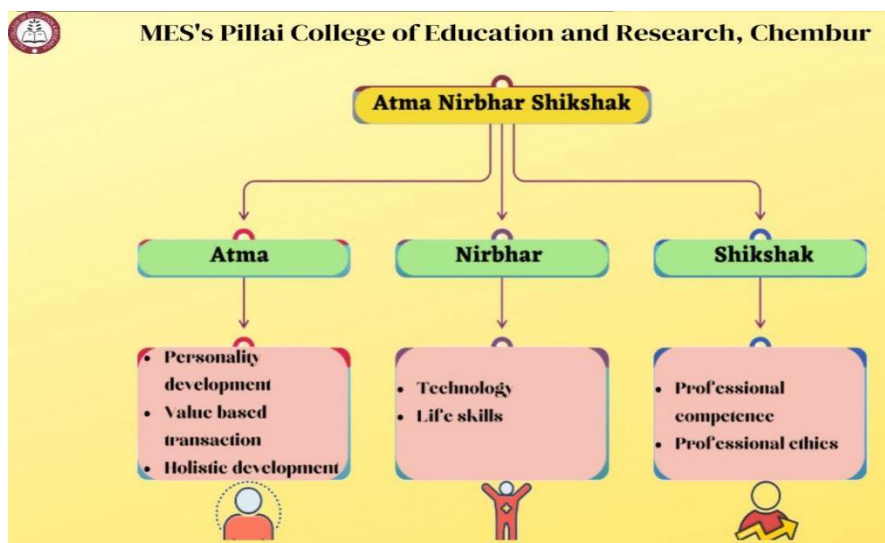 MES's Pillai College of Education and Research, Chembur
Atma Nirbhar Shikshak
Atma
Nirbhar
Shikshak
• Personality
development
• Value based
transaction
• Holistic development
• Technology
• Life skills
• Professional
competence
• Professional ethics